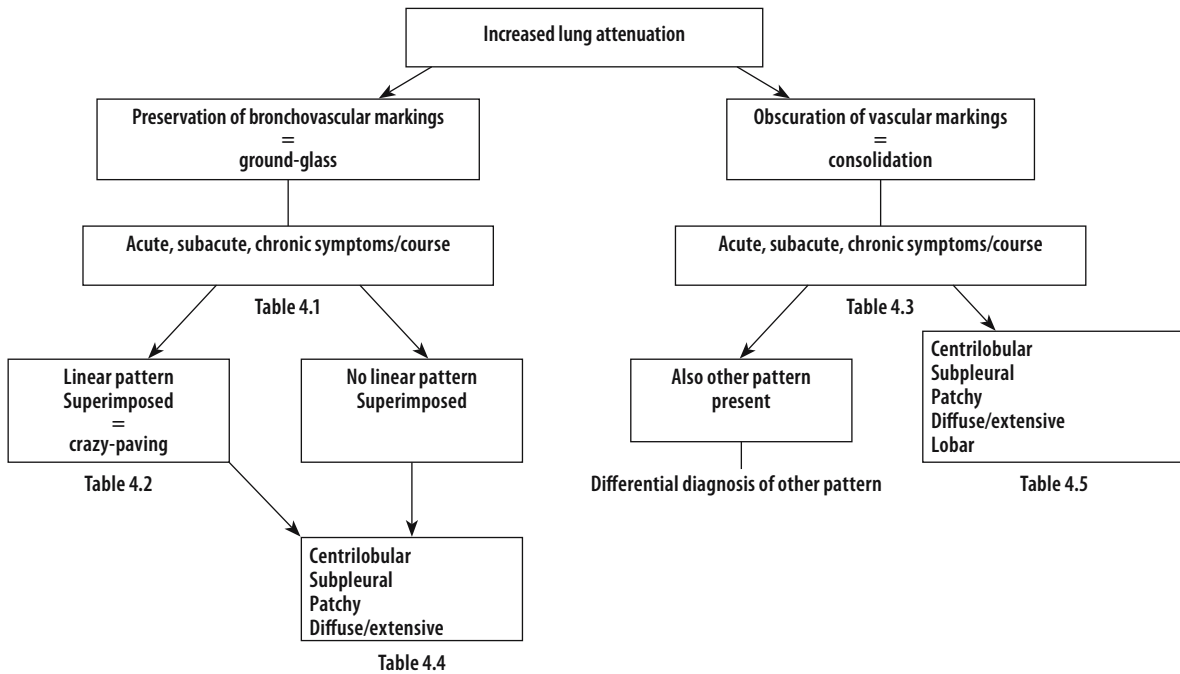 Increased lung attenuation
Preservation of bronchovascular markings
=
ground-glass
Obscuration of vascular markings
=
consolidation
Acute, subacute, chronic symptoms/course
Acute, subacute, chronic symptoms/course
Table 4.1
Table 4.3
Linear pattern
Superimposed
=
crazy-paving
No linear pattern
Superimposed
Also other pattern
present
Centrilobular
Subpleural
Patchy
Diffuse/extensive
Lobar
Table 4.2
Differential diagnosis of other pattern
Table 4.5
Centrilobular
Subpleural
Patchy
Diffuse/extensive
Table 4.4